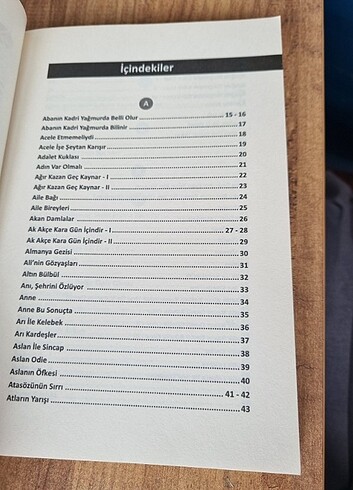 İçindekiler
A
Abanın Kadri Yağmurda Belli Olur 15 - 16
Abanın Kadri Yağmurda Bilinir 17
Acele Etmemeliydi 18
Acele İşe Şeytan Karışır 19
Adalet Kuklası 20
Adın Var Olmalı 21
Ağır Kazan Geç Kaynar - I 22
Ağır Kazan Geç Kaynar - II 23
Aile Bağı 24
Aile Bireyleri 25
Akan Damlalar 26
Ak Akçe Kara Gün İçindir - I 27 - 28
Ak Akçe Kara Gün İçindir - II 29
Almanya Gezisi 30
Ali'nin Gözyaşları 31
Altın Bülbül 32
Anı, Şehrini Özlüyor 33
Anne 34
Anne Bu Sonuçta 35
Arı İle Kelebek 36
Arı Kardeşler 37
Aslan İle Sincap 38
Aslan Odie 39
Aslanın Öfkesi 40
Atasözünün Sırrı 41 - 42
Atların Yarışı 43